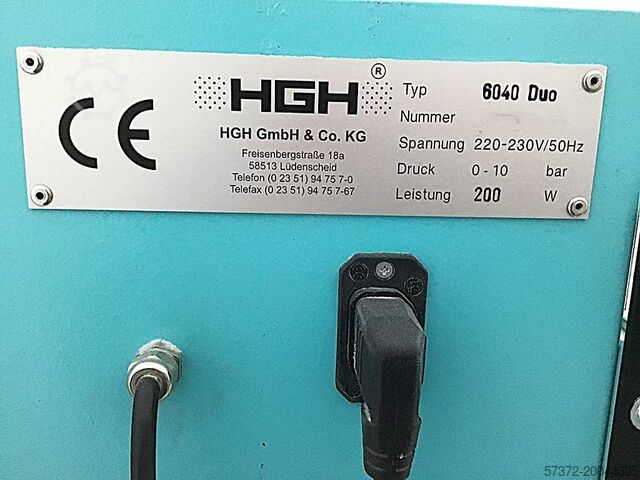 CE
HGH ®
HGH GmbH & Co. KG
Freisenbergstraße 18a
58513 Lüdenscheid
Telefon (0 23 51) 94 75 7-0
Telefax (0 23 51) 94 75 7-67
Typ 6040 Duo
Nummer
Spannung 220-230V/50Hz
Druck 0-10 bar
Leistung 200 W